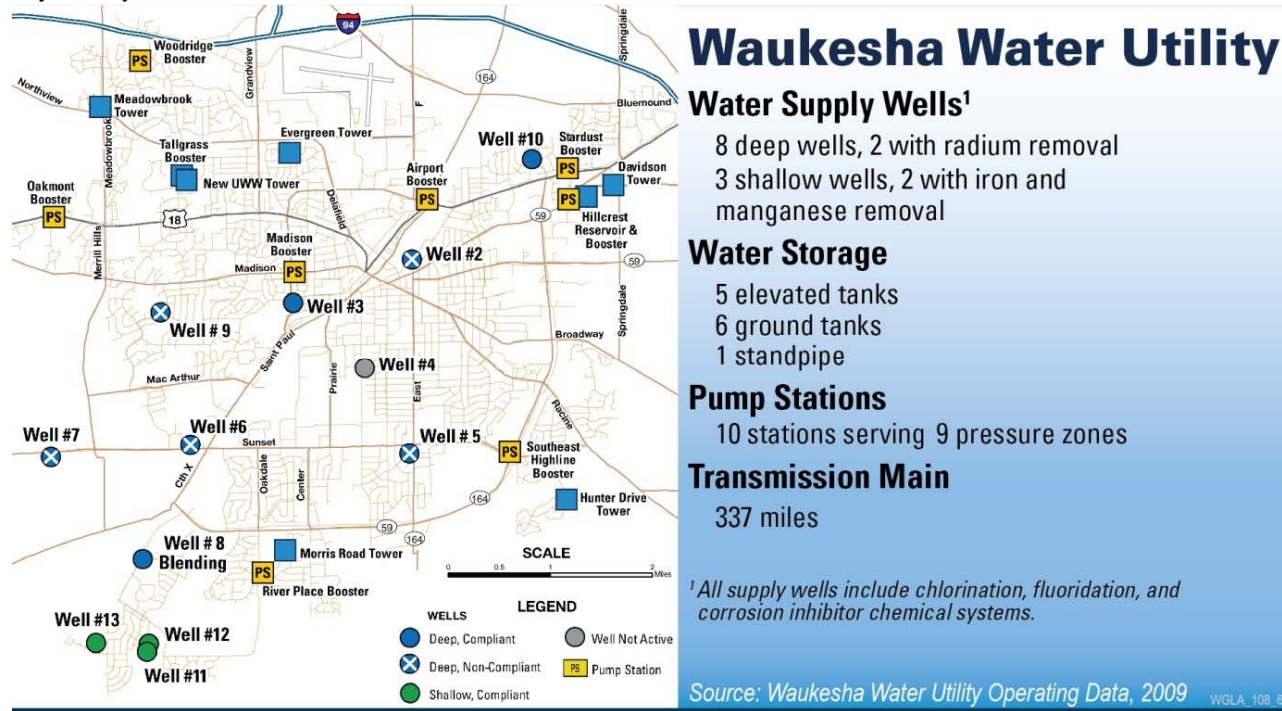 94
Woodridge
Booster
PS
Northview
Meadowbrook
Tower
Meadowbrook
Grandview
Springdale
164
F
Bluemound
Evergreen Tower
Well #10
Stardust
Booster
PS
Tallgrass
Booster
New UWW Tower
Airport
Booster
PS
Davidson
Tower
Oakmont
Booster
PS
18
Delafield
PS
59
Hillcrest
Reservoir &
Booster
Merrill Hills
Madison
Booster
Madison
PS
Well #2
59
Well # 9
Well #3
Springdale
Saint Paul
Broadway
Prairie
Well #4
Mac Arthur
East
Racine
Well #7
Well #6
Sunset
Well # 5
PS
Southeast
Highline
Booster
Cth X
Oakdale
Center
164
Hunter Drive
Tower
59
164
Well # 8
Blending
Morris Road Tower
PS
River Place Booster
SCALE
0 .5 1 2
Miles
Well #13
Well #12
Well #11
LEGEND
WELLS
Deep, Compliant
Deep, Non-Compliant
Shallow, Compliant
Well Not Active
PS Pump Station
Waukesha Water Utility
Water Supply Wells¹
8 deep wells, 2 with radium removal
3 shallow wells, 2 with iron and
manganese removal
Water Storage
5 elevated tanks
6 ground tanks
1 standpipe
Pump Stations
10 stations serving 9 pressure zones
Transmission Main
337 miles
¹ All supply wells include chlorination, fluoridation, and
corrosion inhibitor chemical systems.
Source: Waukesha Water Utility Operating Data, 2009